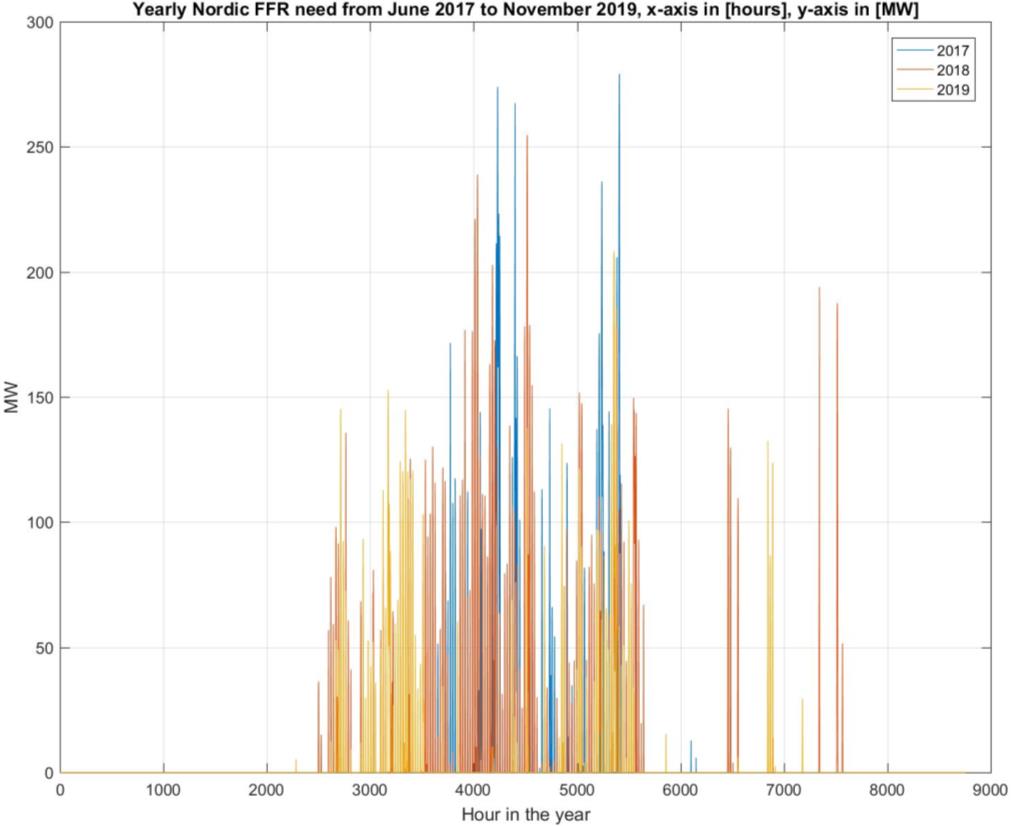 Yearly Nordic FFR need from June 2017 to November 2019, x-axis in [hours], y-axis in [MW]
300
250
200
150
100
50
0
MW
2017
2018
2019
0 1000 2000 3000 4000 5000 6000 7000 8000 9000
Hour in the year